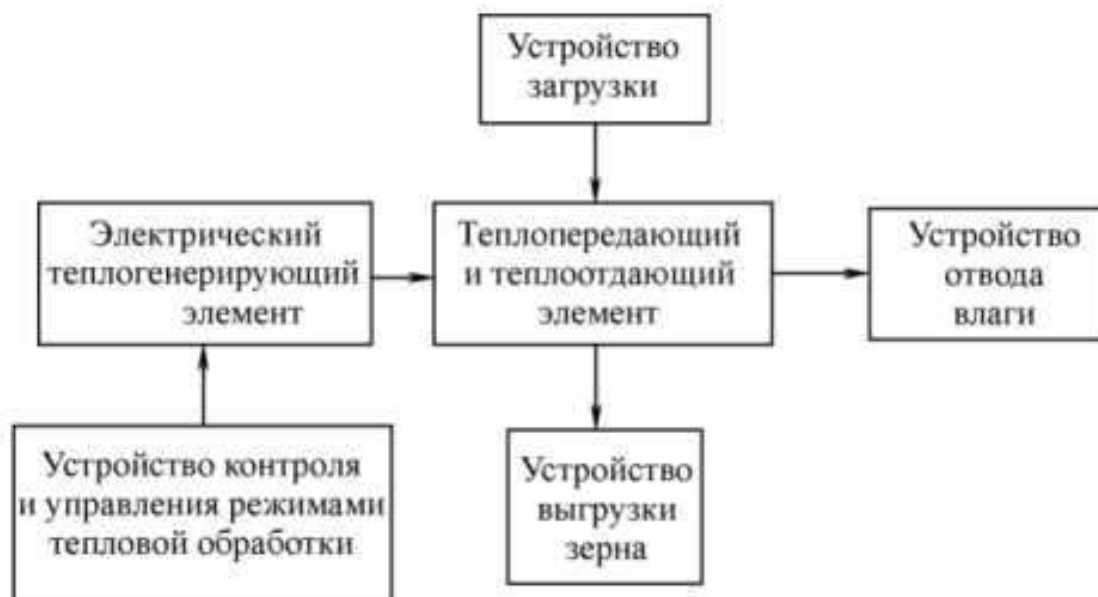 Устройство
загрузки
Электрический
теплогенерирующий
элемент
Теплопередающий
и теплоотдающий
элемент
Устройство
отвода
влаги
Устройство контроля
и управления режимами
тепловой обработки
Устройство
выгрузки
зерна